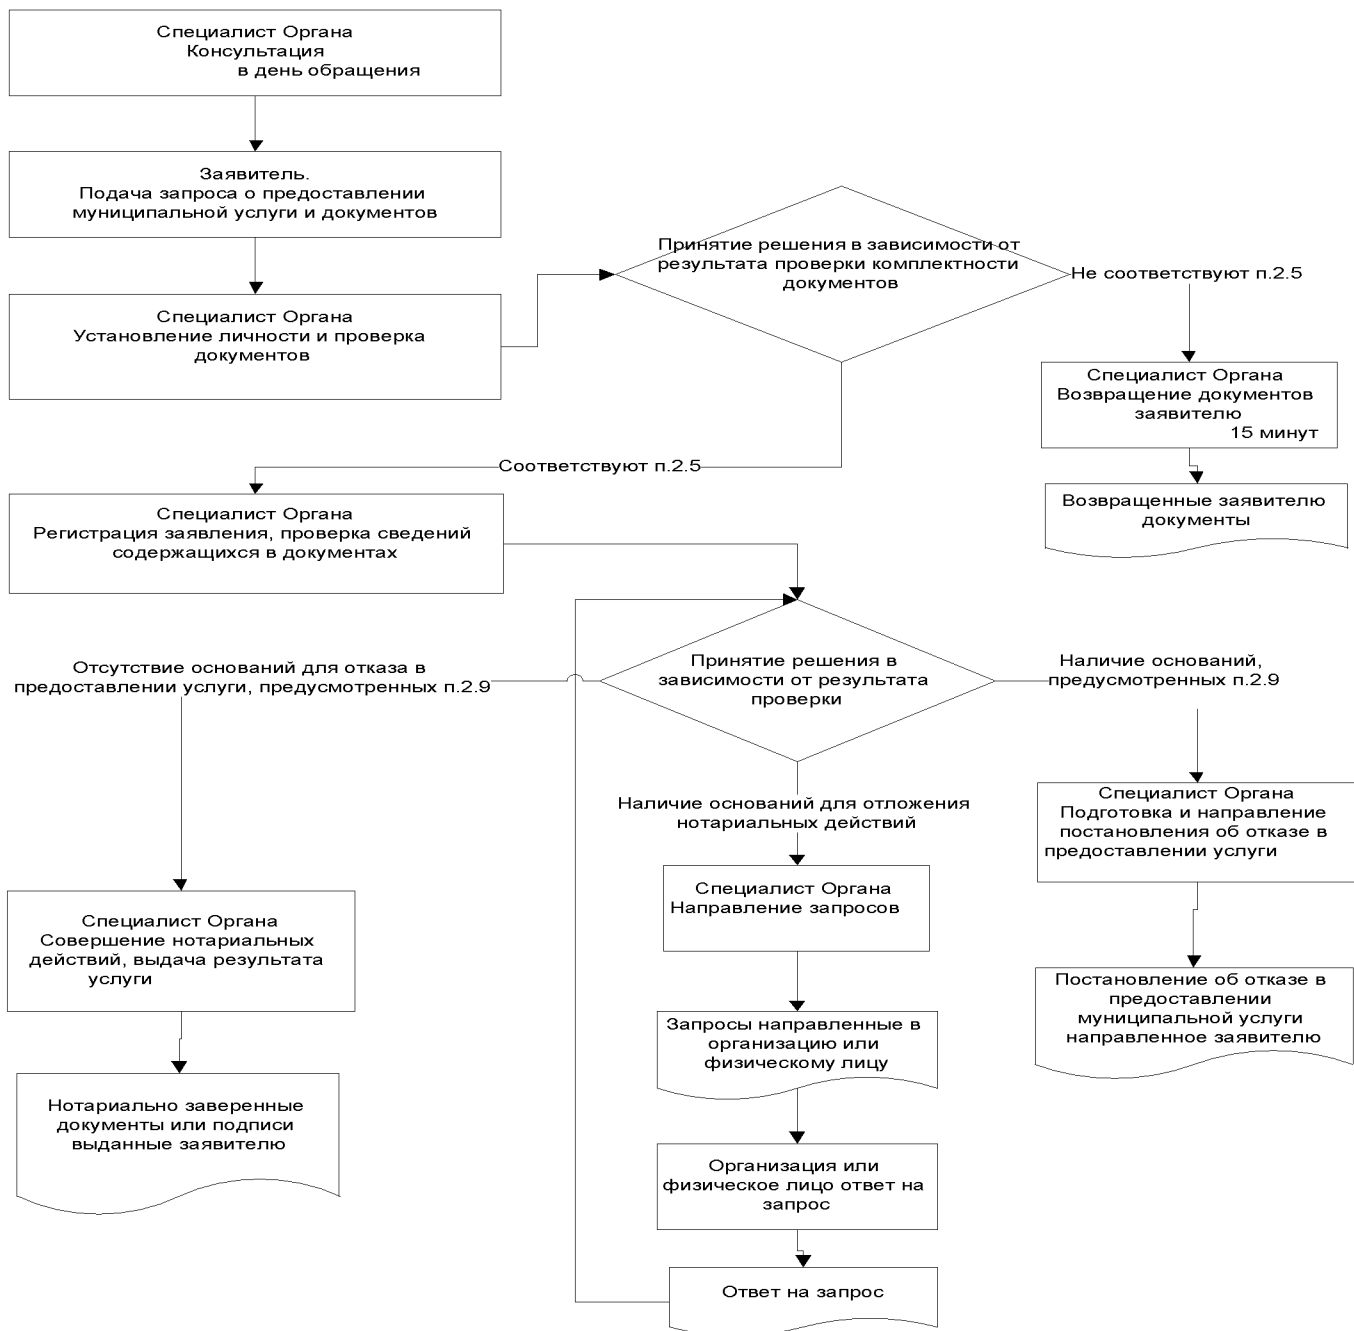 Специалист Органа
Консультация
в день обращения
Заявитель.
Подача запроса о предоставлении
муниципальной услуги и документов
Специалист Органа
Установление личности и проверка
документов
Принятие решения в зависимости от
результата проверки комплектности
документов
Не соответствуют п.2.5
Специалист Органа
Возвращение документов
заявителю
15 минут
Возвращенные заявителю
документы
Соответствуют п.2.5
Специалист Органа
Регистрация заявления, проверка сведений
содержащихся в документах
Принятие решения в
зависимости от результата
проверки
Отсутствие оснований для отказа в
предоставлении услуги, предусмотренных п.2.9
Наличие оснований,
предусмотренных п.2.9
Наличие оснований для отложения
нотариальных действий
Специалист Органа
Совершение нотариальных
действий, выдача результата
услуги
Нотариально заверенные
документы или подписи
выданные заявителю
Специалист Органа
Направление запросов
Запросы направленные в
организацию или
физическому лицу
Организация или
физическое лицо ответ на
запрос
Ответ на запрос
Специалист Органа
Подготовка и направление
постановления об отказе в
предоставлении услуги
Постановление об отказе в
предоставлении
муниципальной услуги
направленное заявителю